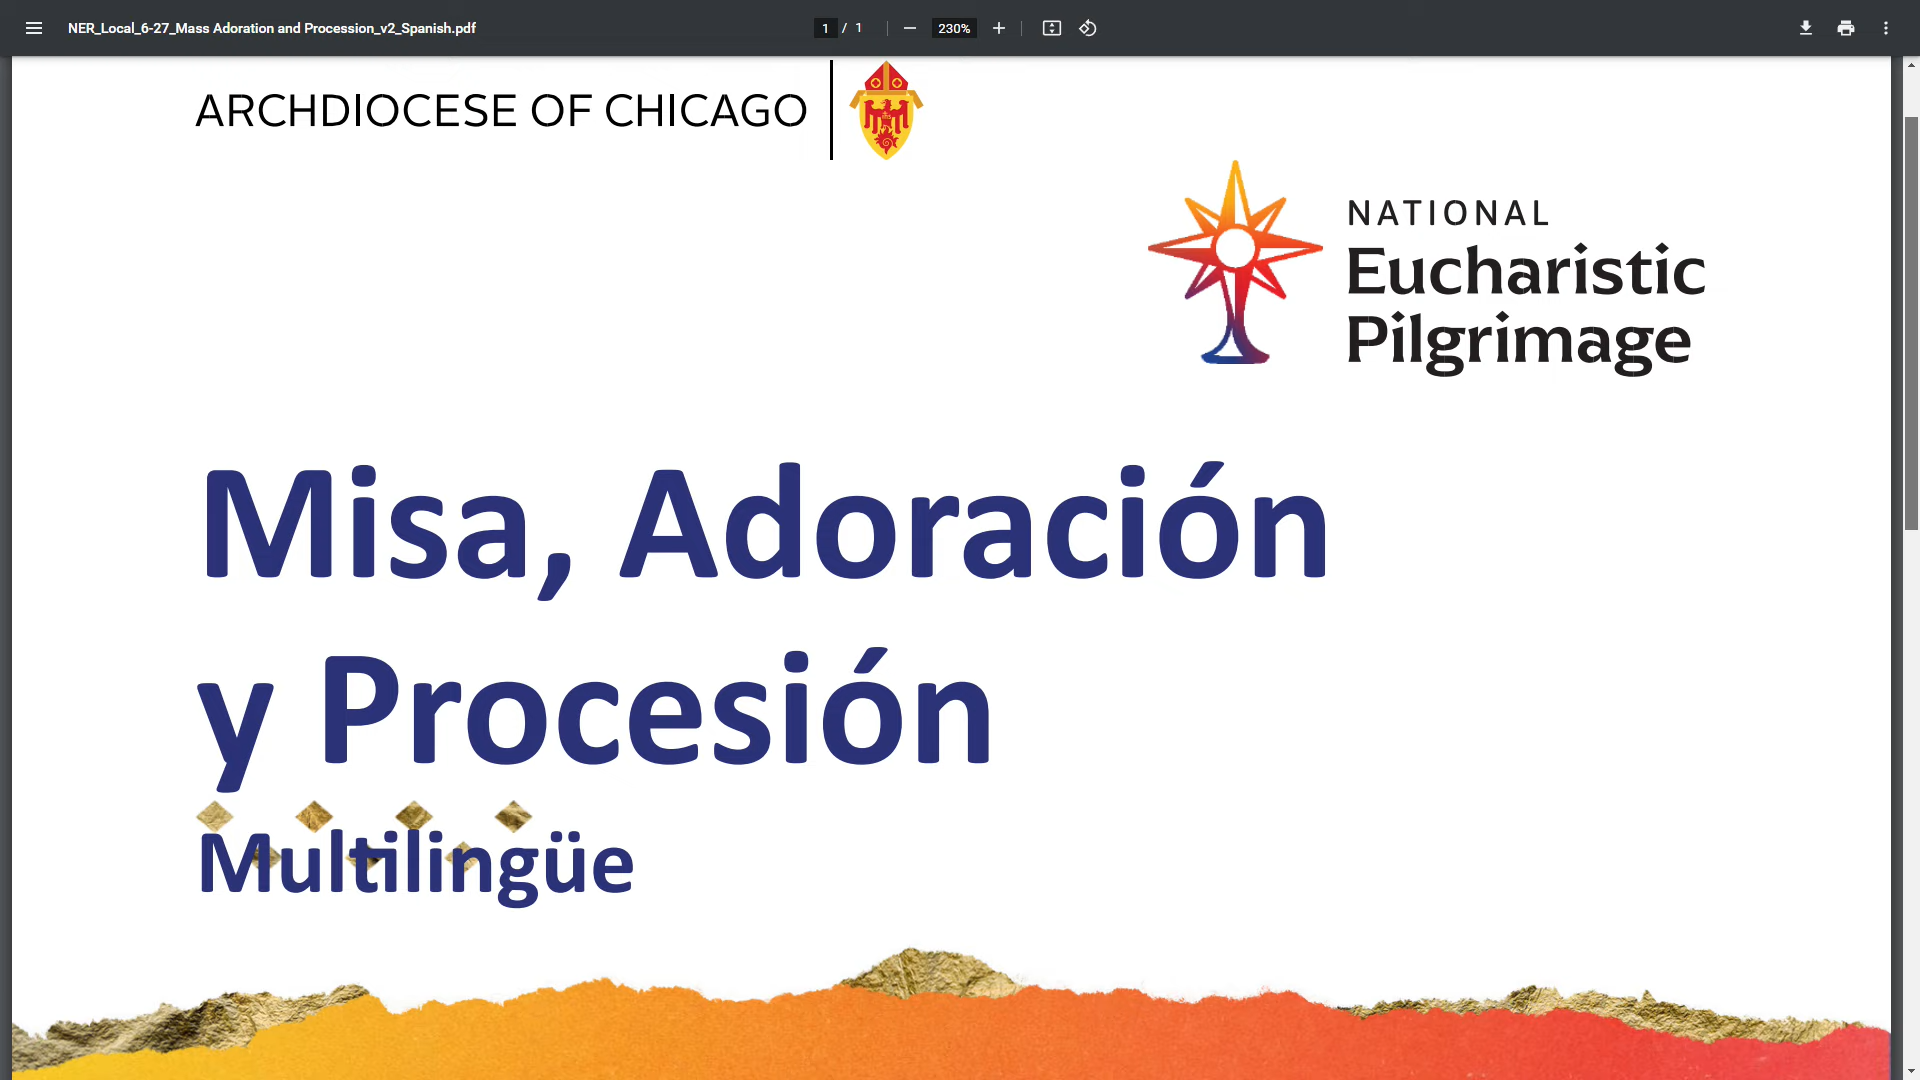 NER_Local_6-27_Mass Adoration and Procession_v2_Spanish.pdf
1 / 1
230%
ARCHDIOCESE OF CHICAGO
NATIONAL
Eucharistic
Pilgrimage
Misa, Adoración
y Procesión
Multilingüe